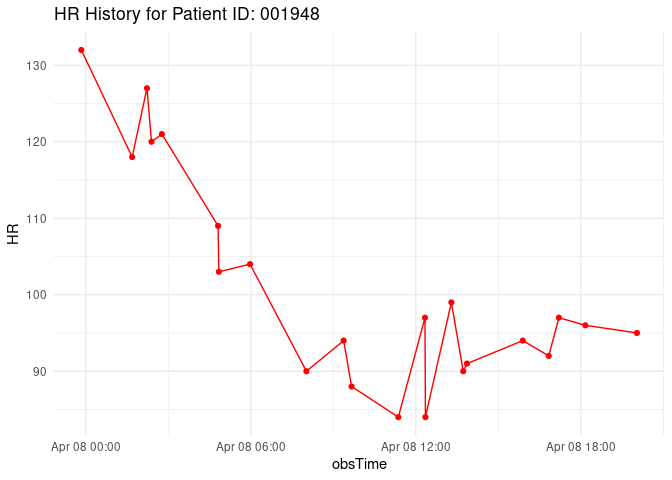 HR History for Patient ID: 001948
130
120
110
100
90
HR
Apr 08 00:00
Apr 08 06:00
Apr 08 12:00
Apr 08 18:00
obsTime